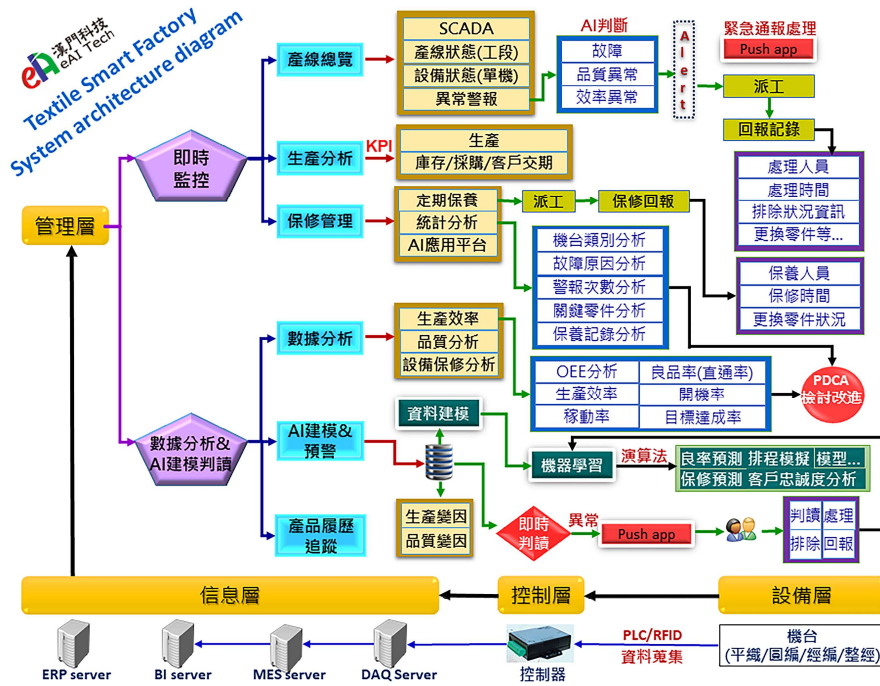 漢門科技
eAI Tech
Textile Smart Factory
System architecture diagram
管理層
即時
監控
產線總覽
SCADA
產線狀態(工段)
設備狀態(單機)
異常警報
AI判斷
故障
品質異常
效率異常
Alert
緊急通報處理
Push app
派工
回報記錄
處理人員
處理時間
排除狀況資訊
更換零件等...
生產分析
KPI
生產
庫存/採購/客戶交期
保修管理
定期保養
統計分析
AI應用平台
派工
保修回報
保養人員
保修時間
更換零件狀況
機台類別分析
故障原因分析
警報次數分析
關鍵零件分析
保養記錄分析
數據分析&
AI建模判讀
數據分析
生產效率
品質分析
設備保修分析
OEE分析
良品率(直通率)
生產效率
開機率
稼動率
目標達成率
PDCA
檢討改進
AI建模&
預警
資料建模
機器學習
演算法
良率預測 排程模擬 模型...
保修預測 客戶忠誠度分析
生產變因
品質變因
即時
判讀
異常
Push app
判讀 處理
排除 回報
產品履歷
追蹤
信息層
控制層
設備層
ERP server
BI server
MES server
DAQ Server
控制器
PLC/RFID
資料蒐集
機台
(平織/圓編/經編/整經)